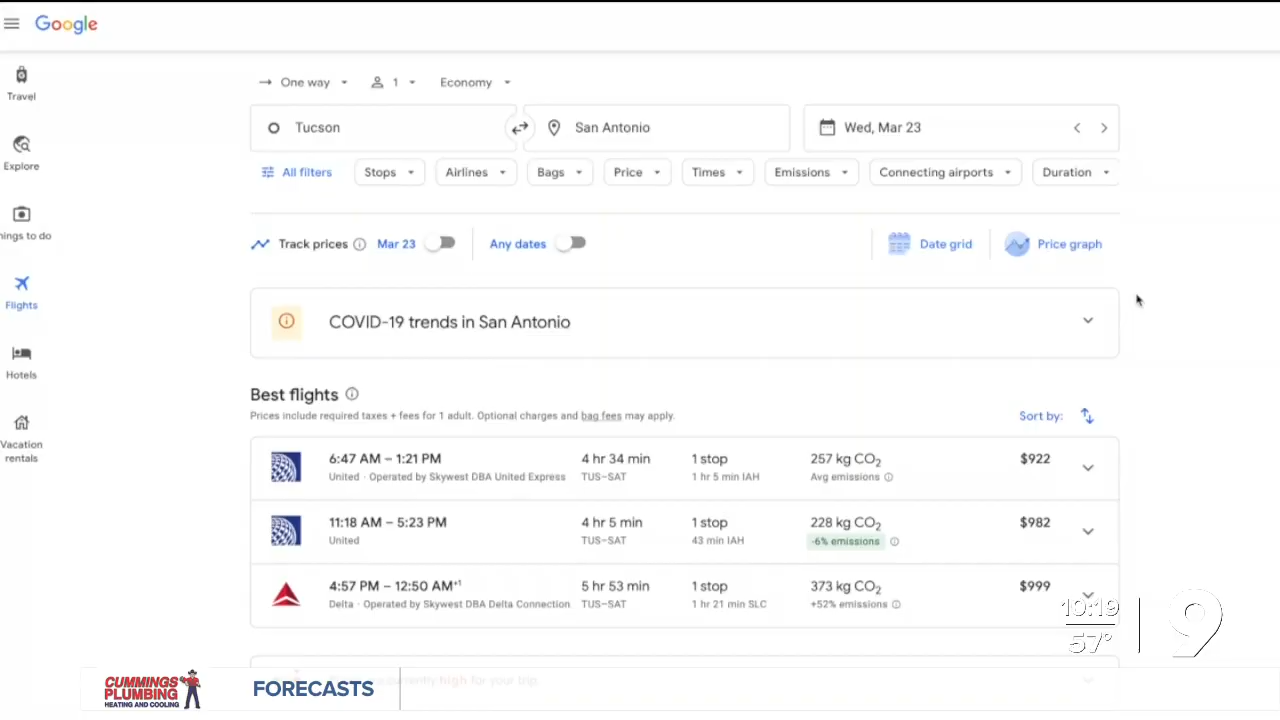 Google
One way 1 Economy
Travel
Tucson San Antonio Wed, Mar 23
Explore
All filters Stops Airlines Bags Price Times Emissions Connecting airports Duration
nings to do
Track prices Mar 23 Any dates Date grid Price graph
Flights
COVID-19 trends in San Antonio
Hotels
Best flights
Prices include required taxes + fees for 1 adult. Optional charges and bag fees may apply. Sort by:
Vacation
rentals
6:47 AM – 1:21 PM 4 hr 34 min 1 stop 257 kg CO2 $922
United · Operated by Skywest DBA United Express TUS–SAT 1 hr 5 min IAH Avg emissions
11:18 AM – 5:23 PM 4 hr 5 min 1 stop 228 kg CO2 $982
United TUS–SAT 43 min IAH -6% emissions
4:57 PM – 12:50 AM+1 5 hr 53 min 1 stop 373 kg CO2 $999
Delta · Operated by Skywest DBA Delta Connection TUS–SAT 1 hr 21 min SLC +52% emissions
10:19
57° 9
currently high for your trip
CUMMINGS
PLUMBING
HEATING AND COOLING
FORECASTS